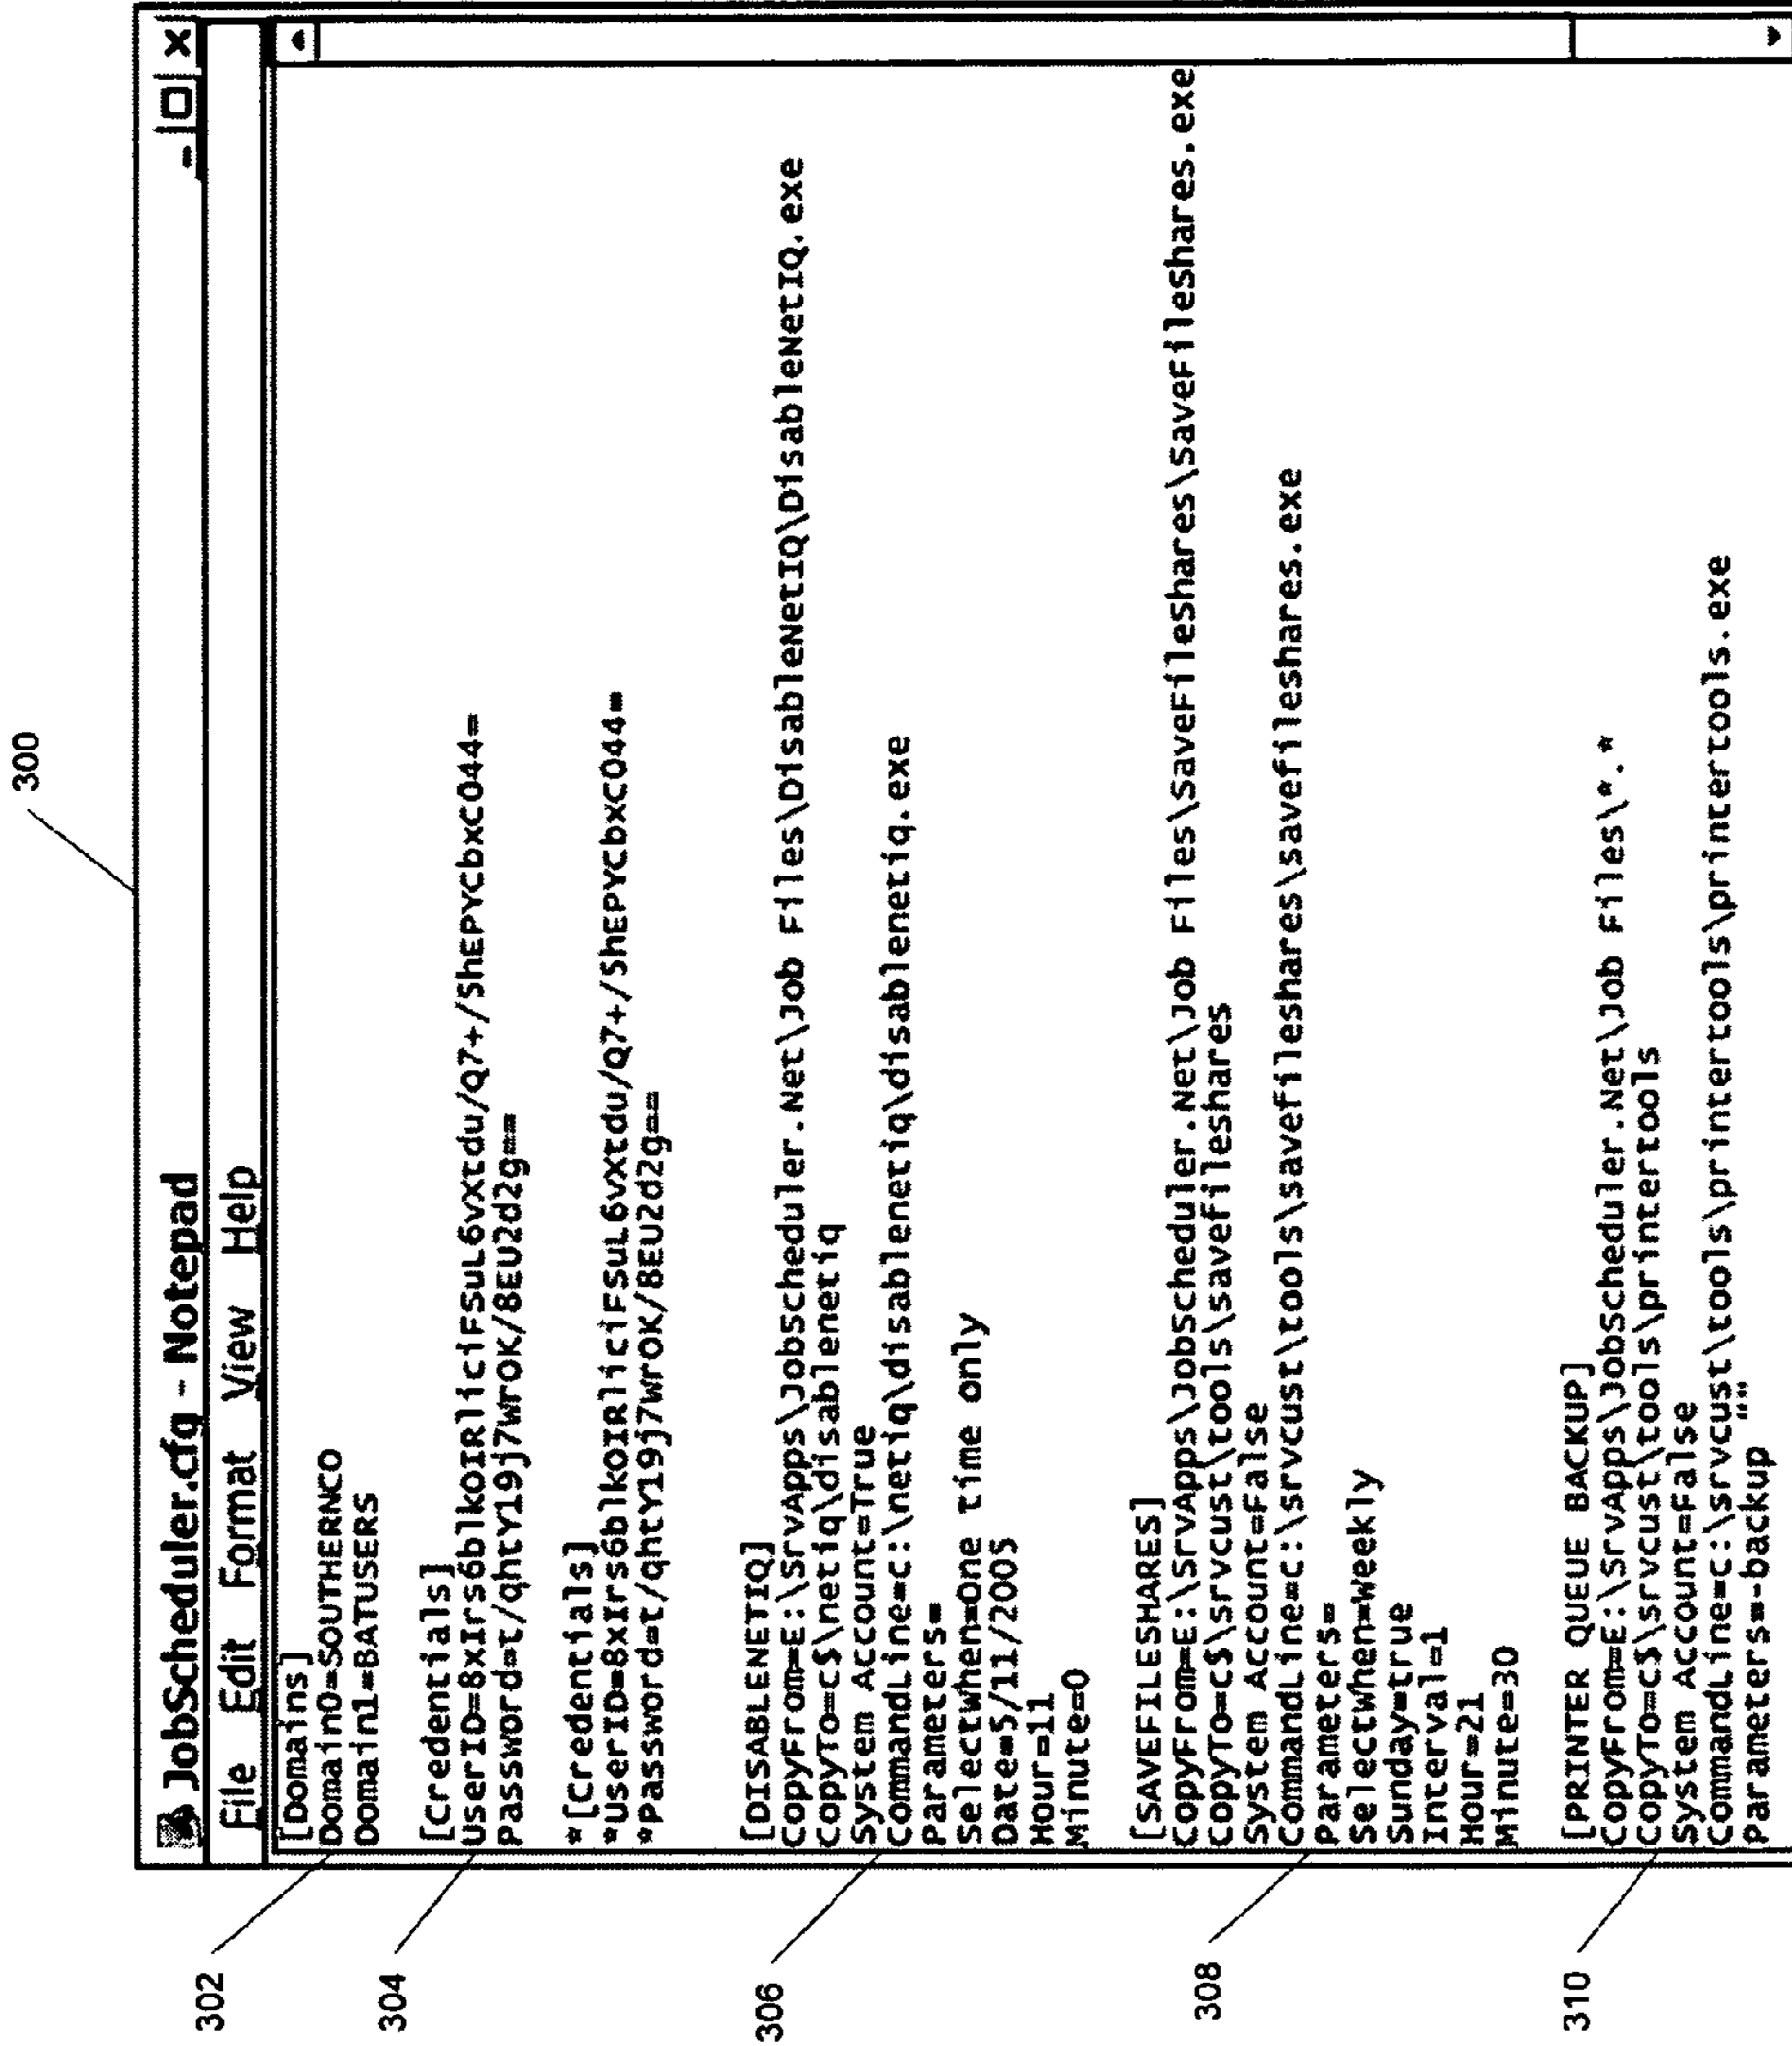 300
JobScheduler.cfg - Notepad
File Edit Format View Help
302
[Domains]
Domain0=SOUTHERNCO
Domain1=BATUSERS
304
[Credentials]
UserID=8xIrs6blkOIRliciFSuL6vxtdu/Q7+/ShEPYCbxCO44=
Password=t/qhtY19j7WrOK/8EU2d2g==
*[Credentials]
*UserID=8xIrs6blkOIRliciFSuL6vxtdu/Q7+/ShEPYCbxCO44=
*Password=t/qhtY19j7WrOK/8EU2d2g==
306
[DISABLENETIQ]
CopyFrom=E:\SrvApps\JobScheduler.Net\Job Files\DisableNetIQ\DisableNetIQ.exe
CopyTo=c$\netiq\disablenetiq
System Account=True
CommandLine=c:\netiq\disablenetiq\disablenetiq.exe
Parameters=
SelectWhen=One time only
Date=5/11/2005
Hour=11
Minute=0
308
[SAVEFILESHARES]
CopyFrom=E:\SrvApps\JobScheduler.Net\Job Files\SaveFileShares\SaveFileShares.exe
CopyTo=c$\srvcust\tools\savefileshares
System Account=False
CommandLine=c:\srvcust\tools\savefileshares\savefileshares.exe
Parameters=
SelectWhen=Weekly
Sunday=true
Interval=1
Hour=21
Minute=30
310
[PRINTER QUEUE BACKUP]
CopyFrom=E:\SrvApps\JobScheduler.Net\Job Files\*.*
CopyTo=c$\srvcust\tools\printertools
System Account=False
CommandLine=c:\srvcust\tools\printertools\printertools.exe
Parameters=-backup """